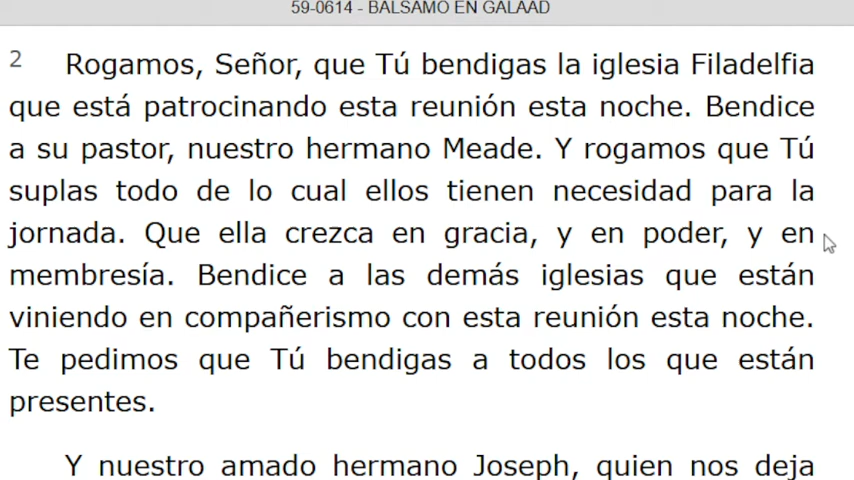 59-0614 - BALSAMO EN GALAAD
2 Rogamos, Señor, que Tú bendigas la iglesia Filadelfia
que está patrocinando esta reunión esta noche. Bendice
a su pastor, nuestro hermano Meade. Y rogamos que Tú
suplas todo de lo cual ellos tienen necesidad para la
jornada. Que ella crezca en gracia, y en poder, y en
membresía. Bendice a las demás iglesias que están
viniendo en compañerismo con esta reunión esta noche.
Te pedimos que Tú bendigas a todos los que están
presentes.
Y nuestro amado hermano Joseph, quien nos deja